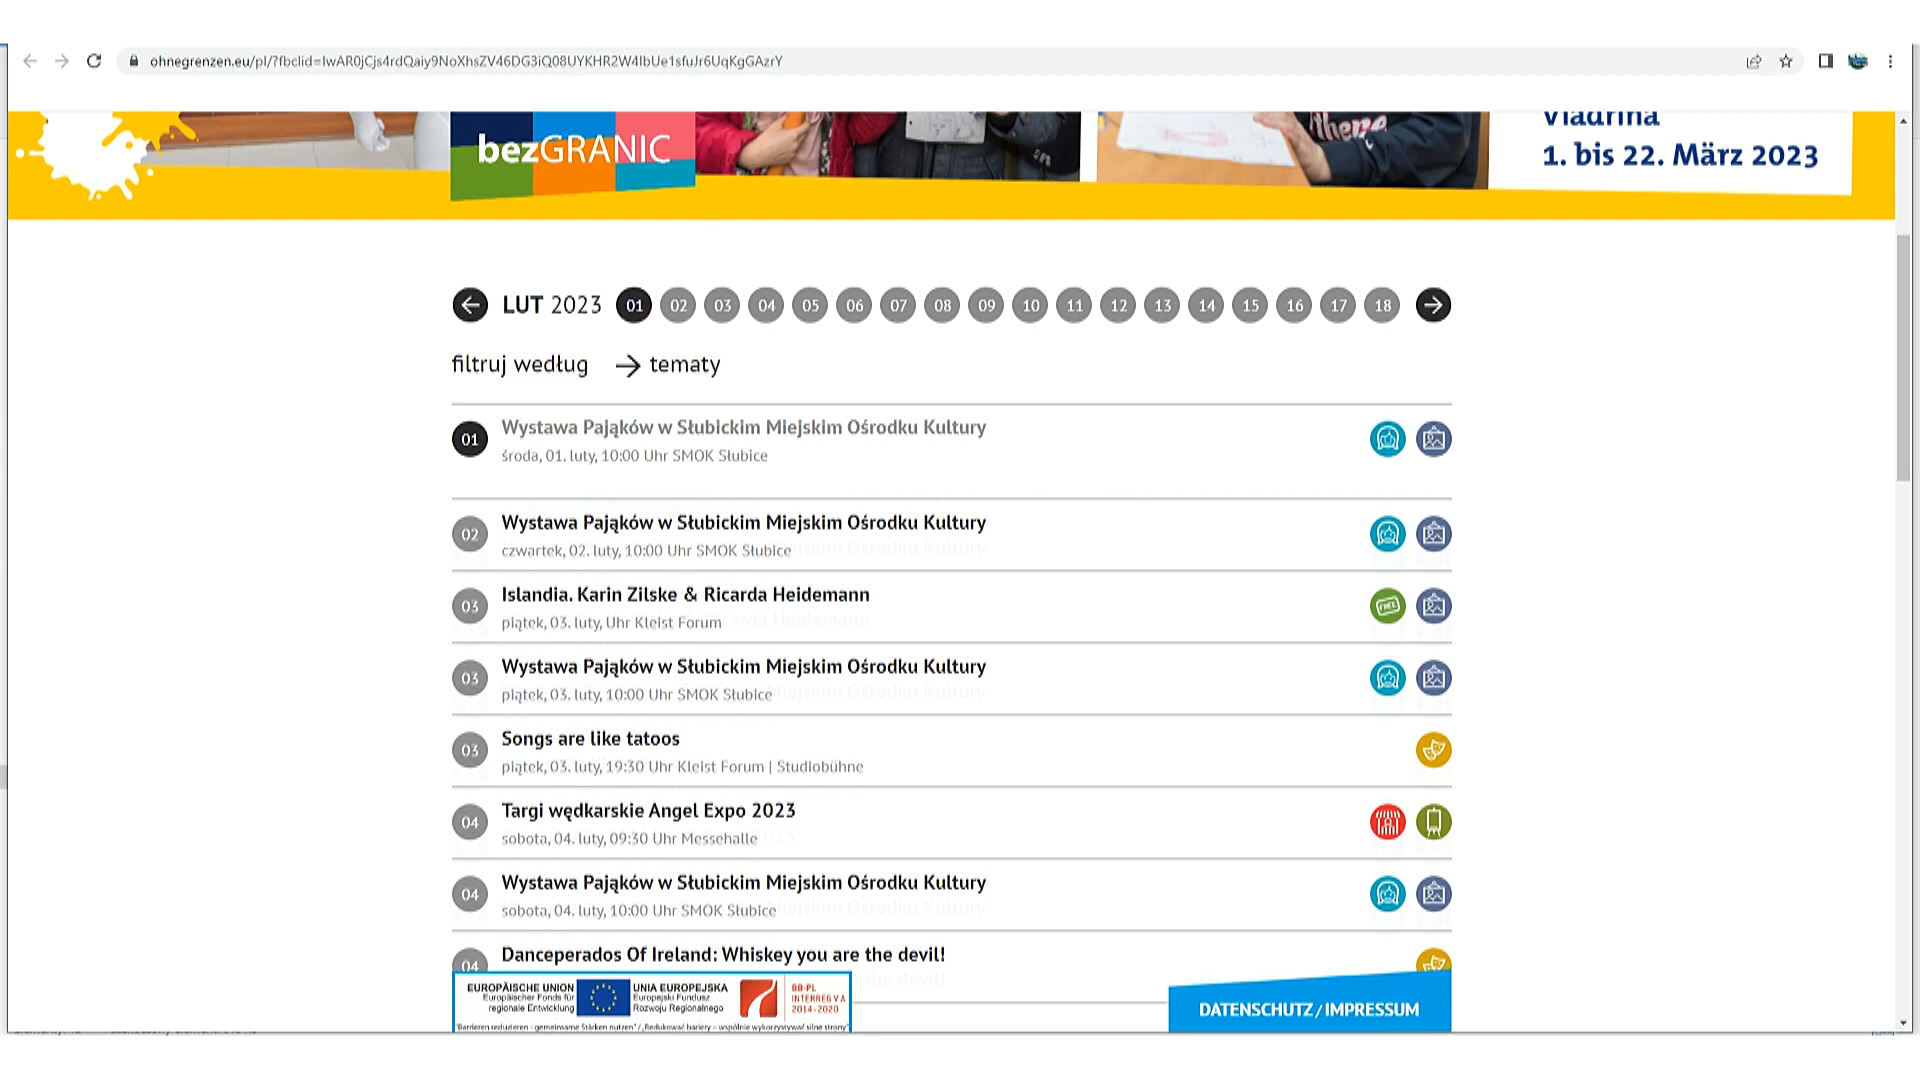 ohnegrenzen.eu/pl/?fbclid=IwAR0jCjs4rdQaiy9NoXhsZV46DG3iQ08UYKHR2W4IbUe1sfuJr6UqKgGAzrY
bezGRANIC
there
Viadrina
1. bis 22. März 2023
LUT 2023 01 02 03 04 05 06 07 08 09 10 11 12 13 14 15 16 17 18
filtruj według → tematy
01 Wystawa Pająków w Słubickim Miejskim Ośrodku Kultury
środa, 01. luty, 10:00 Uhr SMOK Słubice
02 Wystawa Pająków w Słubickim Miejskim Ośrodku Kultury
czwartek, 02. luty, 10:00 Uhr SMOK Słubice
03 Islandia. Karin Zilske & Ricarda Heidemann
FREE
piątek, 03. luty, Uhr Kleist Forum
03 Wystawa Pająków w Słubickim Miejskim Ośrodku Kultury
piątek, 03. luty, 10:00 Uhr SMOK Słubice
03 Songs are like tatoos
piątek, 03. luty, 19:30 Uhr Kleist Forum | Studiobühne
04 Targi wędkarskie Angel Expo 2023
sobota, 04. luty, 09:30 Uhr Messehalle
04 Wystawa Pająków w Słubickim Miejskim Ośrodku Kultury
sobota, 04. luty, 10:00 Uhr SMOK Słubice
04 Danceperados Of Ireland: Whiskey you are the devil!
EUROPÄISCHE UNION
Europäischer Fonds für
regionale Entwicklung
UNIA EUROPEJSKA
Europejski Fundusz
Rozwoju Regionalnego
BB-PL
INTERREG V A
2014-2020
"Barrieren reduzieren - gemeinsame Stärken nutzen" / „Redukować bariery – wspólnie wykorzystywać silne strony"
DATENSCHUTZ / IMPRESSUM